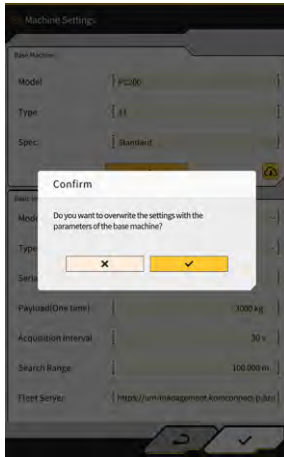 Machine Settings
Base Machine
Model
PC200
Type
11
Spec.
Standard
Confirm
Do you want to overwrite the settings with the
parameters of the base machine?
Type
Payload(One time)
3000 kg
Acquisition Interval
30 s
Search Range
100.000 m
Fleet Server